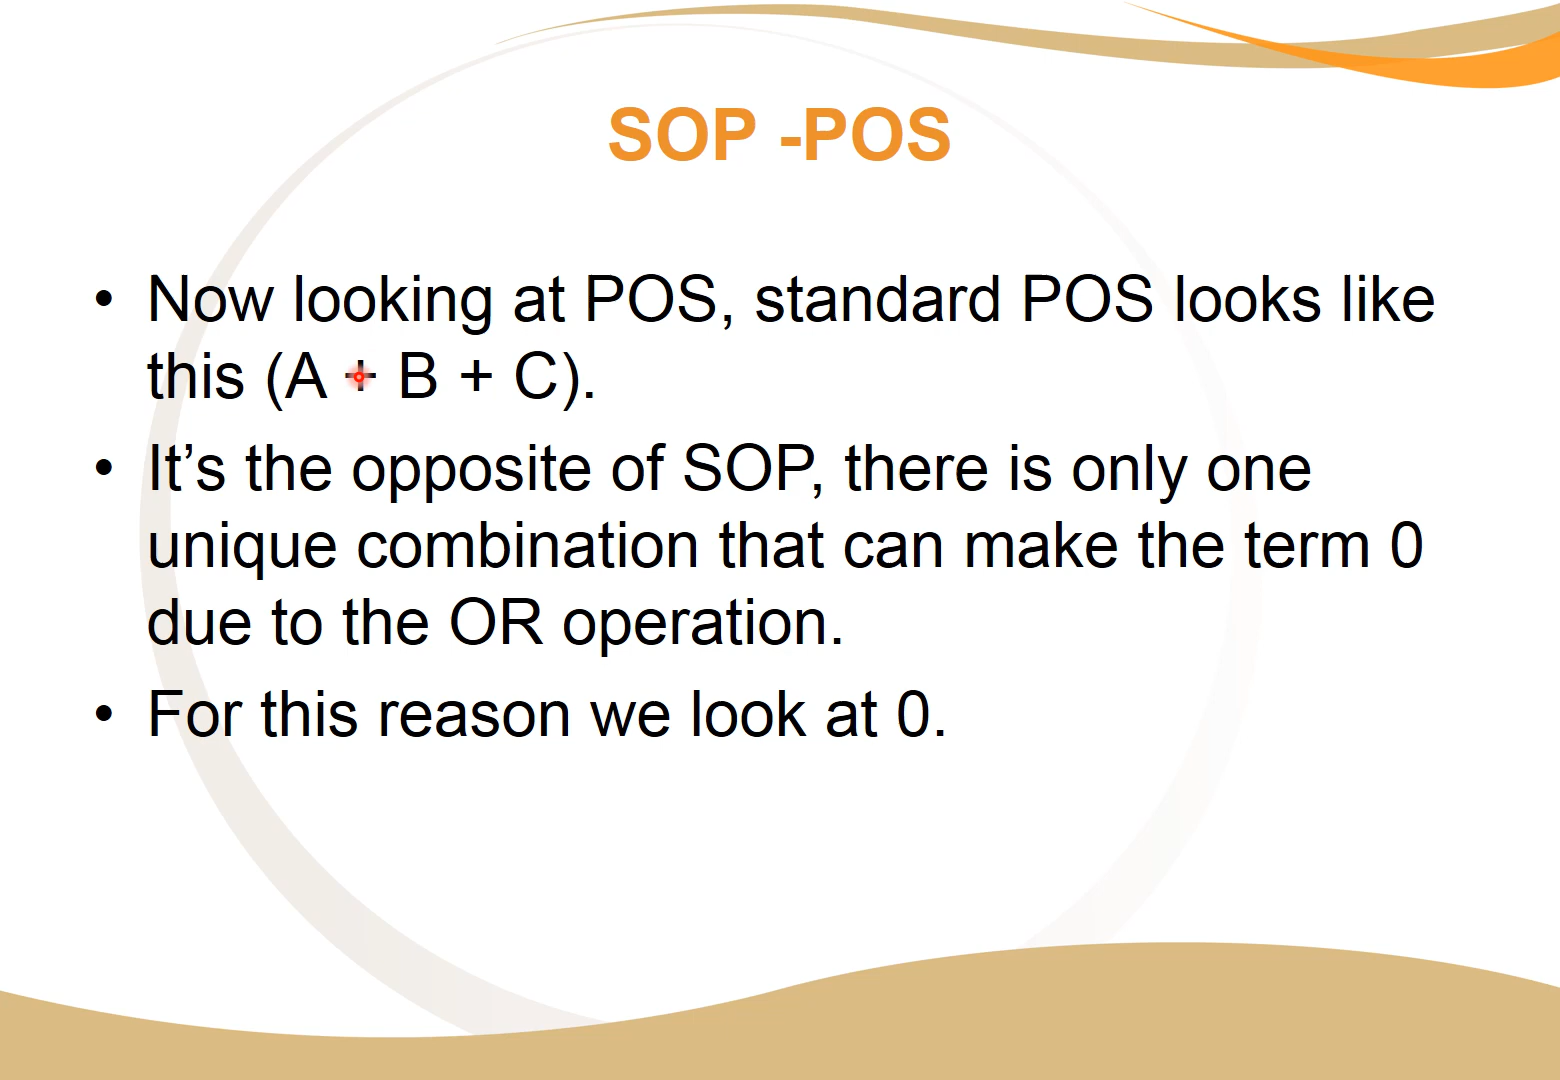 SOP -POS
• Now looking at POS, standard POS looks like
this (A + B + C).
• It’s the opposite of SOP, there is only one
unique combination that can make the term 0
due to the OR operation.
• For this reason we look at 0.